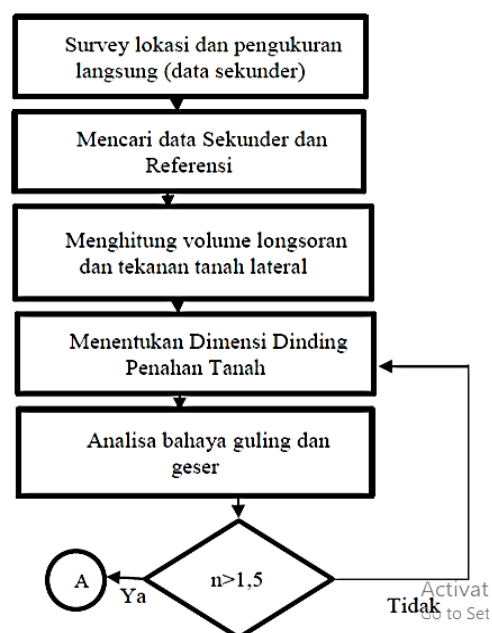 Survey lokasi dan pengukuran
langsung (data sekunder)
Mencari data Sekunder dan
Referensi
Menghitung volume longsoran
dan tekanan tanah lateral
Menentukan Dimensi Dinding
Penahan Tanah
Analisa bahaya guling dan
geser
n>1,5
A
Ya
Tidak
Activat
Go to Set